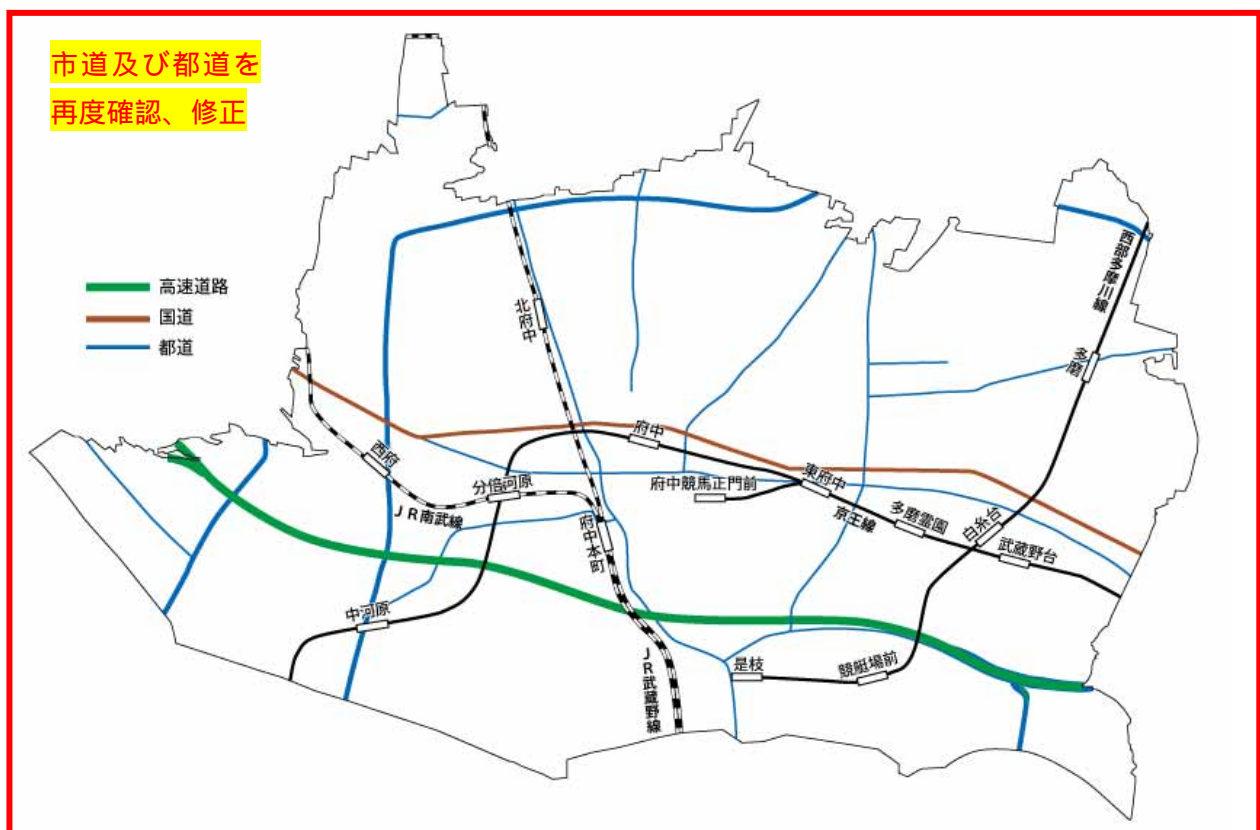 市道及び都道を
再度確認、修正
高速道路
国道
都道
西部多摩川線
北府中
多磨
府中
西府
分倍河原
府中競馬正門前
東府中
JR南武線
府中本町
京王線
多磨霊園
白糸台
武蔵野台
中河原
是枝
競艇場前
JR武蔵野線